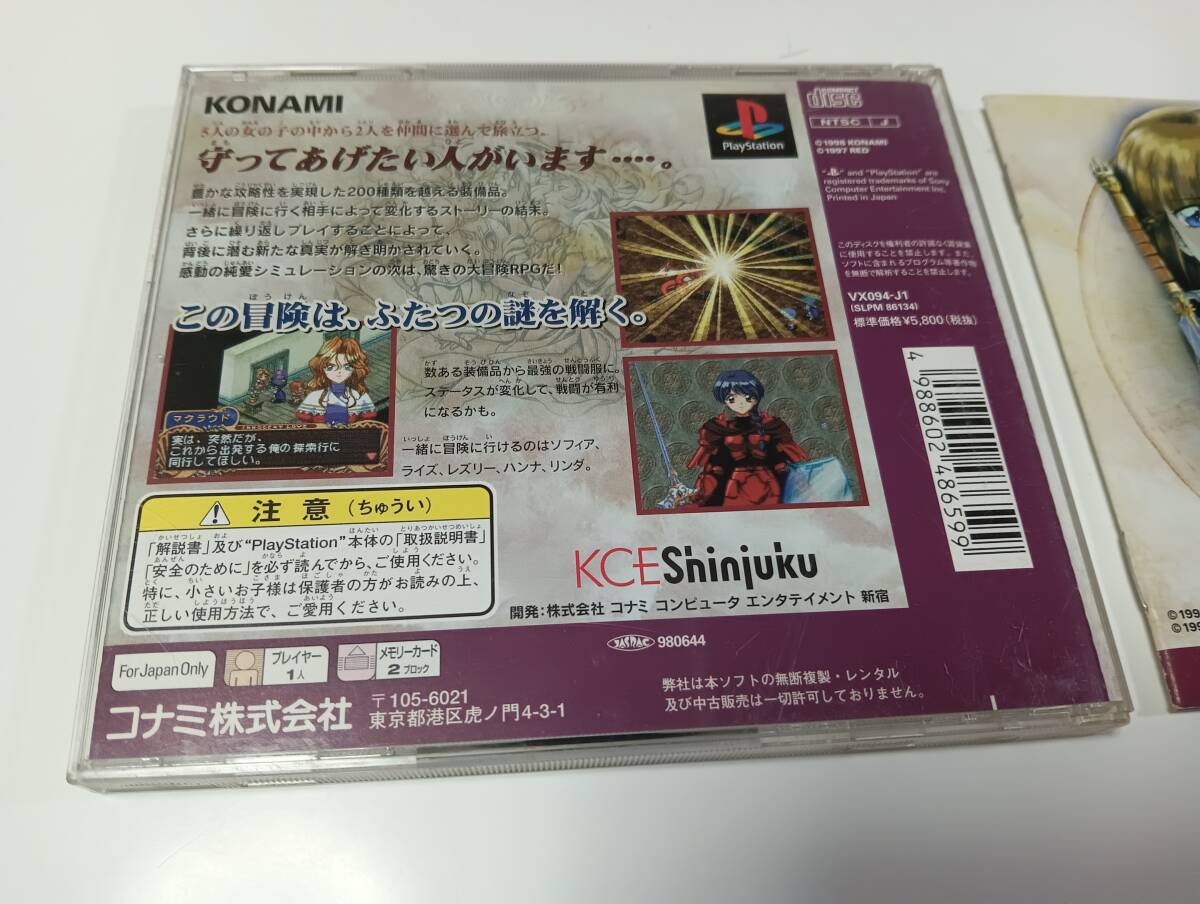 KONAMI
5人の女の子の中から2人を仲間に選んで旅立つ。
守ってあげたい人がいます‥‥。
豊かな攻略性を実現した200種類を越える装備品。
一緒に冒険に行く相手によって変化するストーリーの結末。
さらに繰り返しプレイすることによって、
背後に潜む新たな真実が解き明かされていく。
感動の純愛シミュレーションの次は、驚きの大冒険RPGだ!
この冒険は、ふたつの謎を解く。
マクラウド
INNOCENT LOVE
実は、突然だが、
これから出発する俺の探索行に
同行してほしい。
数ある装備品から最強の戦闘服に。
ステータスが変化して、戦闘が有利
になるかも。
一緒に冒険に行けるのはソフィア、
ライズ、レズリー、ハンナ、リンダ。
注意(ちゅうい)
「解説書」及び"PlayStation"本体の「取扱説明書」
「安全のために」を必ず読んでから、ご使用ください。
特に、小さいお子様は保護者の方がお読みの上、
正しい使用方法で、ご愛用ください。
KCEShinjuku
開発:株式会社 コナミ コンピュータ エンタテイメント 新宿
JASRAC 980644
For Japan Only
プレイヤー
1人
メモリーカード
2ブロック
コナミ株式会社
〒105-6021
東京都港区虎ノ門4-3-1
弊社は本ソフトの無断複製・レンタル
及び中古販売は一切許可しておりません。
PlayStation
COMPACT
disc
NTSC J
©1998 KONAMI
©1997 RED
" " and "PlayStation" are
registered trademarks of Sony
Computer Entertainment Inc.
Printed in Japan
このディスクを権利者の許諾なく賃貸業
に使用することを禁止します。また、
ソフトに含まれるプログラム等著作物
を無断で解析することを禁止します。
VX094-J1
(SLPM 86134)
標準価格¥5,800(税抜)
4 988602 486599
©199
©199